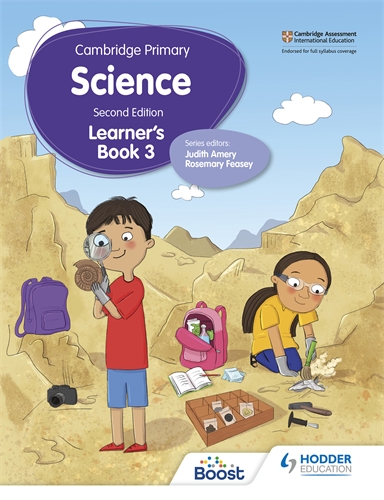 Cambridge Primary
Science
Second Edition
Learner's
Book 3
Series editors:
Judith Amery
Rosemary Feasey
Cambridge Assessment
International Education
Endorsed for full syllabus coverage
Boost
HODDER
EDUCATION